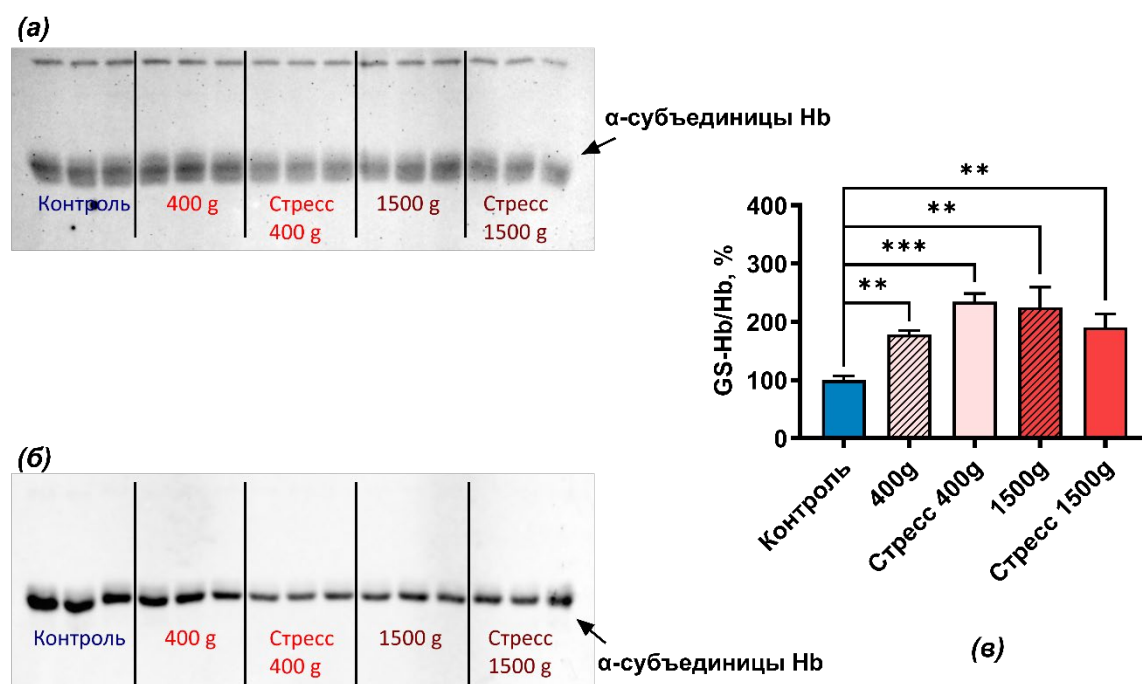 (а)
α-субъединицы Hb
Контроль
400 g
Стресс
400 g
1500 g
Стресс
1500 g
(б)
Контроль
400 g
Стресс
400 g
1500 g
Стресс
1500 g
α-субъединицы Hb
**
**
***
**
400
300
200
100
0
GS-Hb/Hb, %
Контроль
400g
Стресс 400g
1500g
Стресс 1500g
(в)